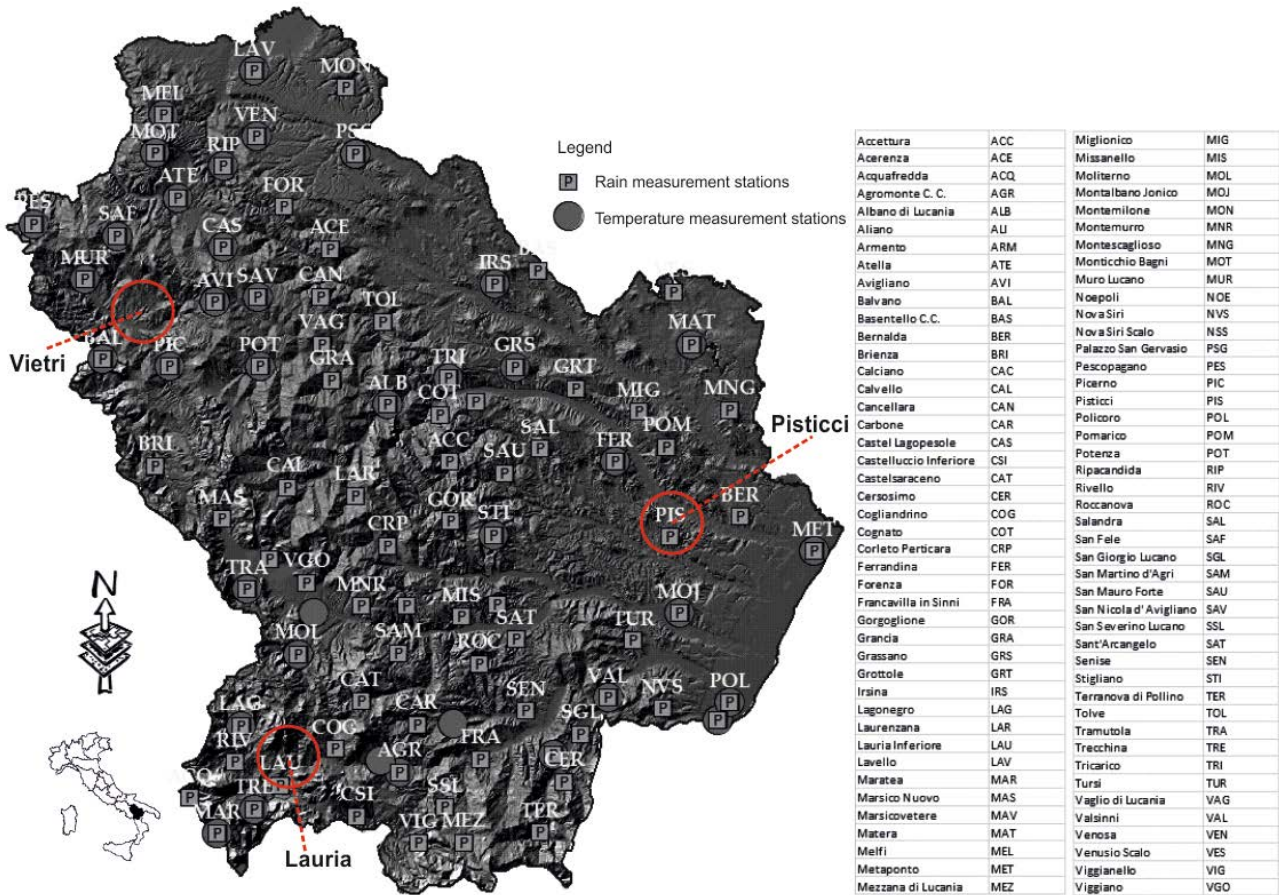 LAV
MON
MEL
VEN
MOT
PSG
RIP
ATE
FOR
PES
SAF
CAS
ACE
MUR
IRS
BAS
AVI
SAV
CAN
TOL
VAG
MAT
BAL
PIC
POT
GRA
TRI
GRS
GRT
ALB
COT
MIG
MNG
BRI
ACC
SAL
FER
POM
SAU
CAL
LAR
MAS
GOR
STI
PIS
BER
CRP
MET
TRA
VGO
MNR
MIS
MOJ
SAT
TUR
MOL
SAM
ROC
CAT
SEN
VAL
NVS
POL
LAG
CAR
SGL
RIV
COG
FRA
LAU
AGR
CER
TRE
MAR
CSI
SSL
VIG
MEZ
TER
Vietri
Pisticci
Lauria
N
Legend
P Rain measurement stations
Temperature measurement stations
Accettura ACC
Acerenza ACE
Acquafredda ACQ
Agromonte C. C. AGR
Albano di Lucania ALB
Aliano ALI
Armento ARM
Atella ATE
Avigliano AVI
Balvano BAL
Basentello C.C. BAS
Bernalda BER
Brienza BRI
Calciano CAC
Calvello CAL
Cancellara CAN
Carbone CAR
Castel Lagopesole CAS
Castelluccio Inferiore CSI
Castelsaraceno CAT
Cersosimo CER
Cogliandrino COG
Cognato COT
Corleto Perticara CRP
Ferrandina FER
Forenza FOR
Francavilla in Sinni FRA
Gorgoglione GOR
Grancia GRA
Grassano GRS
Grottole GRT
Irsina IRS
Lagonegro LAG
Laurenzana LAR
Lauria Inferiore LAU
Lavello LAV
Maratea MAR
Marsico Nuovo MAS
Marsicovetere MAV
Matera MAT
Melfi MEL
Metaponto MET
Mezzana di Lucania MEZ
Miglionico MIG
Missanello MIS
Moliterno MOL
Montalbano Jonico MOJ
Montemilone MON
Montemurro MNR
Montescaglioso MNG
Monticchio Bagni MOT
Muro Lucano MUR
Noepoli NOE
Nova Siri NVS
Nova Siri Scalo NSS
Palazzo San Gervasio PSG
Pescopagano PES
Picerno PIC
Pisticci PIS
Policoro POL
Pomarico POM
Potenza POT
Ripacandida RIP
Rivello RIV
Roccanova ROC
Salandra SAL
San Fele SAF
San Giorgio Lucano SGL
San Martino d'Agri SAM
San Mauro Forte SAU
San Nicola d' Avigliano SAV
San Severino Lucano SSL
Sant'Arcangelo SAT
Senise SEN
Stigliano STI
Terranova di Pollino TER
Tolve TOL
Tramutola TRA
Trecchina TRE
Tricarico TRI
Tursi TUR
Vaglio di Lucania VAG
Valsinni VAL
Venosa VEN
Venusio Scalo VES
Viggianello VIG
Viggiano VGO